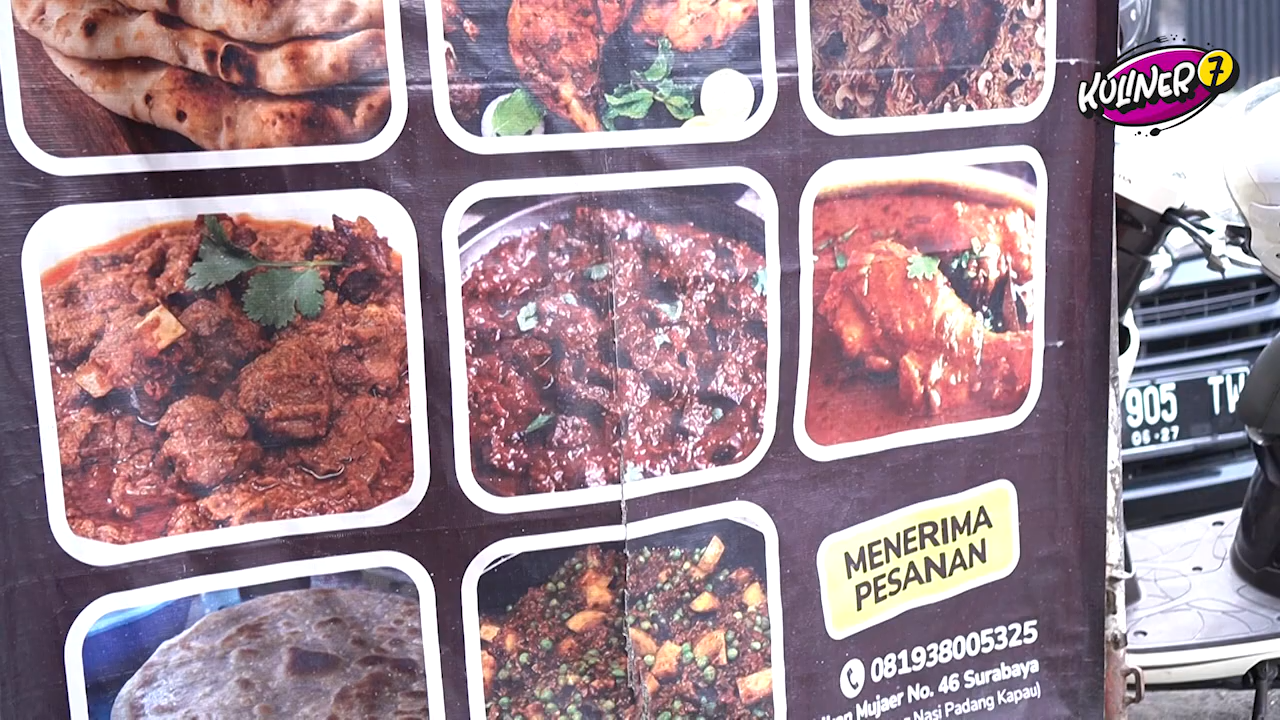 KULINER 7
905 TW
06-27
MENERIMA
PESANAN
081938005325
Mujaer No. 46 Surabaya
Nasi Padang Kapau)